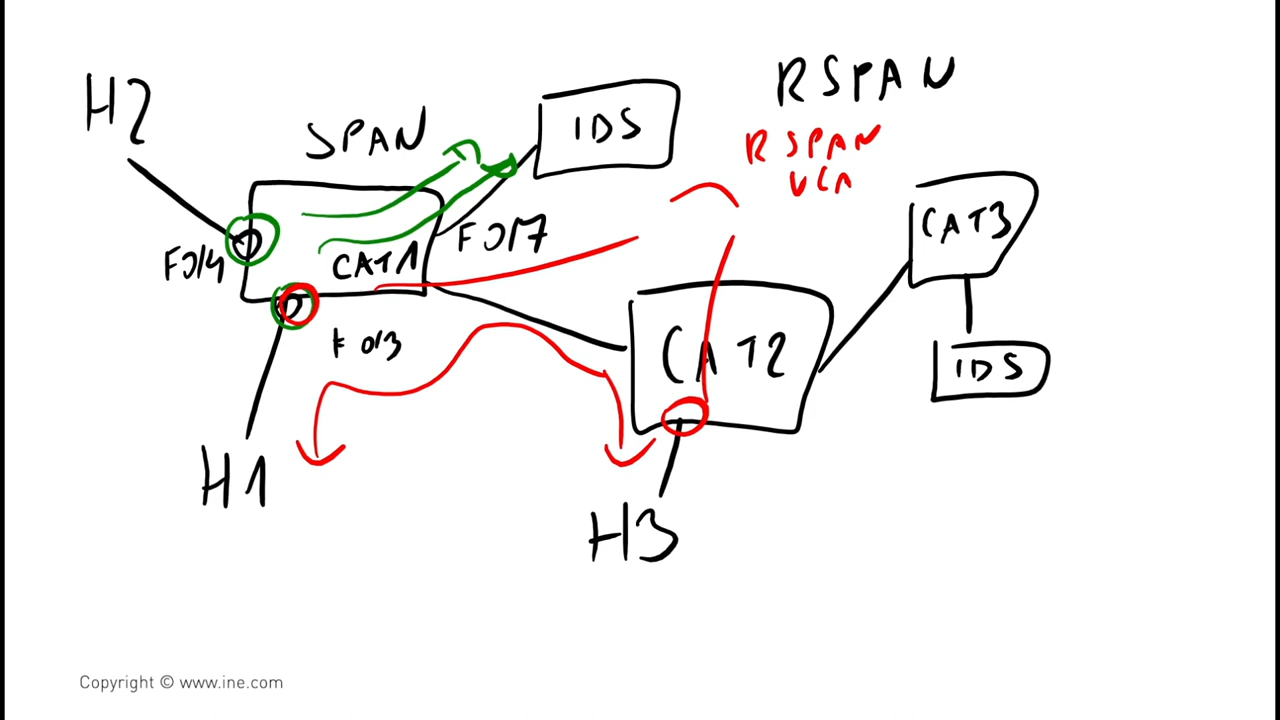 H2
SPAN
IDS
RSPAN
RSPAN
VLA
F0/4
CAT1
F0/7
CAT3
F0/3
CAT2
IDS
H1
H3
Copyright © www.ine.com